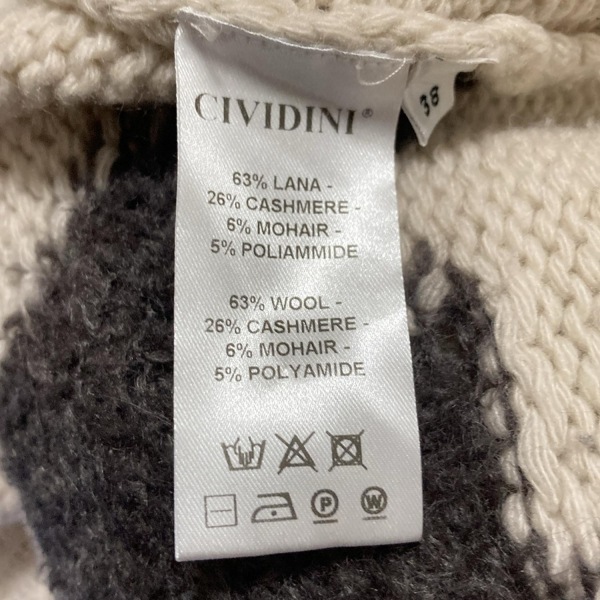 CIVIDINI®
38
63% LANA -
26% CASHMERE -
6% MOHAIR -
5% POLIAMMIDE
63% WOOL -
26% CASHMERE -
6% MOHAIR -
5% POLYAMIDE
P
W